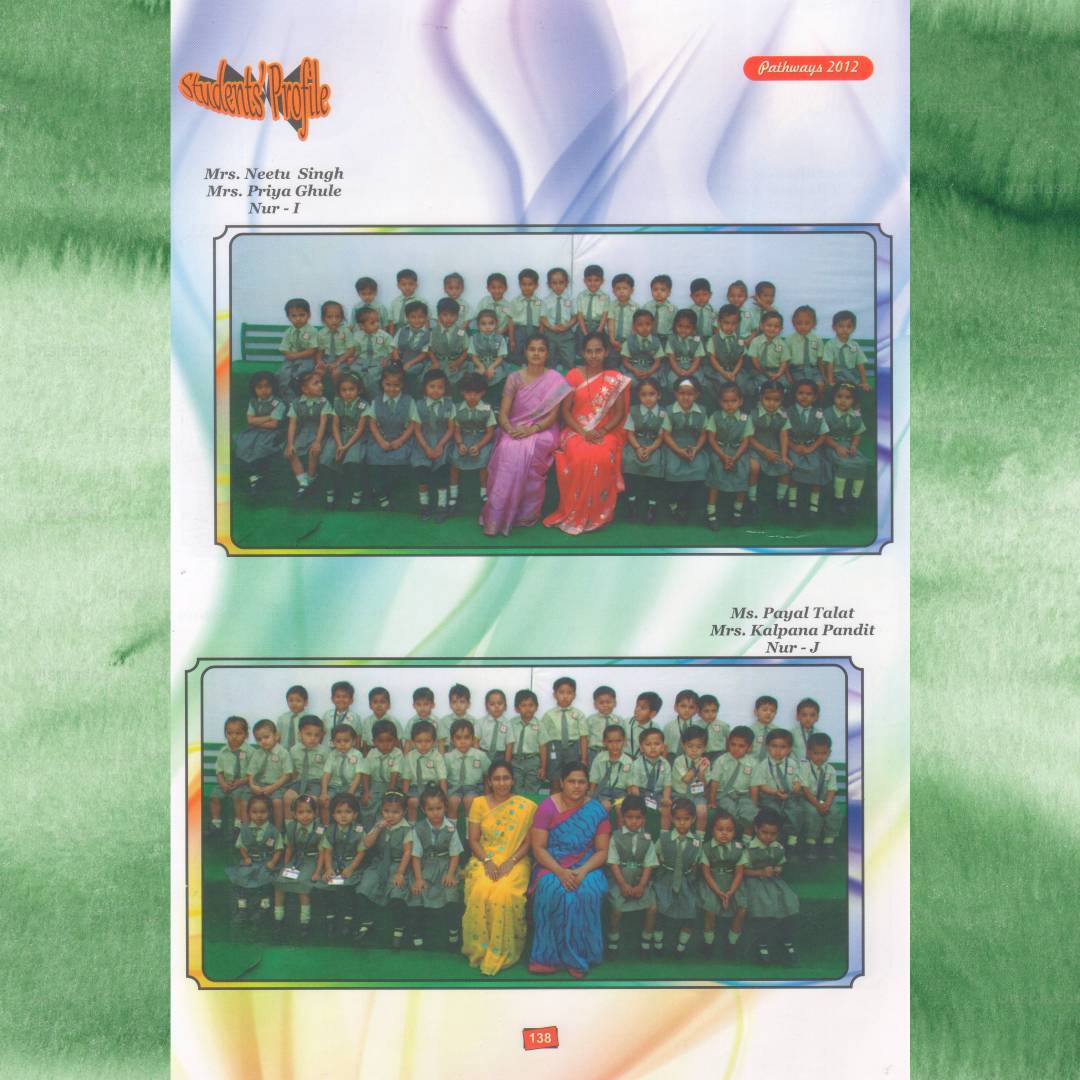 Students' Profile
Pathways 2012
Mrs. Neetu Singh
Mrs. Priya Ghule
Nur - I
Ms. Payal Talat
Mrs. Kalpana Pandit
Nur - J
138